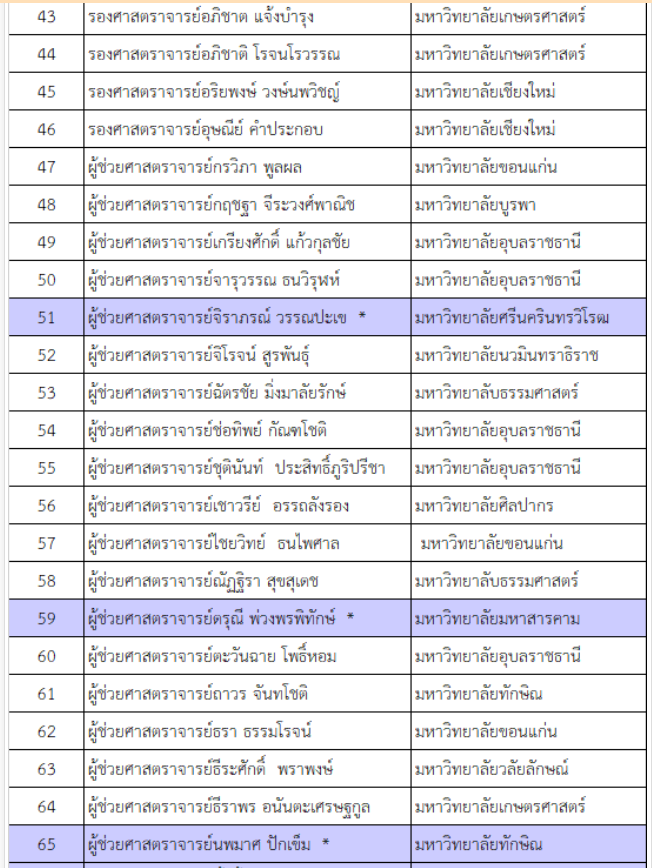 43 รองศาสตราจารย์อภิชาต แจ้งบำรุง มหาวิทยาลัยเกษตรศาสตร์
44 รองศาสตราจารย์อภิชาติ โรจนโรวรรณ มหาวิทยาลัยเกษตรศาสตร์
45 รองศาสตราจารย์อริยพงษ์ วงษ์นพวิชญ์ มหาวิทยาลัยเชียงใหม่
46 รองศาสตราจารย์อุษณีย์ คำประกอบ มหาวิทยาลัยเชียงใหม่
47 ผู้ช่วยศาสตราจารย์กรวิภา พูลผล มหาวิทยาลัยขอนแก่น
48 ผู้ช่วยศาสตราจารย์กฤชฐา จีระวงศ์พาณิช มหาวิทยาลัยบูรพา
49 ผู้ช่วยศาสตราจารย์เกรียงศักดิ์ แก้วกุลชัย มหาวิทยาลัยอุบลราชธานี
50 ผู้ช่วยศาสตราจารย์จารุวรรณ ธนวิรุฬห์ มหาวิทยาลัยอุบลราชธานี
51 ผู้ช่วยศาสตราจารย์จิราภรณ์ วรรณปะเข * มหาวิทยาลัยศรีนครินทรวิโรฒ
52 ผู้ช่วยศาสตราจารย์จิโรจน์ สูรพันธุ์ มหาวิทยาลัยนวมินทราธิราช
53 ผู้ช่วยศาสตราจารย์ฉัตรชัย มิ่งมาลัยรักษ์ มหาวิทยาลับธรรมศาสตร์
54 ผู้ช่วยศาสตราจารย์ช่อทิพย์ กัณฑโชติ มหาวิทยาลัยอุบลราชธานี
55 ผู้ช่วยศาสตราจารย์ชุตินันท์ ประสิทธิ์ภูริปรีชา มหาวิทยาลัยอุบลราชธานี
56 ผู้ช่วยศาสตราจารย์เชาวรีย์ อรรถลังรอง มหาวิทยาลัยศิลปากร
57 ผู้ช่วยศาสตราจารย์ไชยวิทย์ ธนไพศาล มหาวิทยาลัยขอนแก่น
58 ผู้ช่วยศาสตราจารย์ณัฏฐิรา สุขสุเดช มหาวิทยาลับธรรมศาสตร์
59 ผู้ช่วยศาสตราจารย์ดรุณี พ่วงพรพิทักษ์ * มหาวิทยาลัยมหาสารคาม
60 ผู้ช่วยศาสตราจารย์ตะวันฉาย โพธิ์หอม มหาวิทยาลัยอุบลราชธานี
61 ผู้ช่วยศาสตราจารย์ถาวร จันทโชติ มหาวิทยาลัยทักษิณ
62 ผู้ช่วยศาสตราจารย์ธรา ธรรมโรจน์ มหาวิทยาลัยขอนแก่น
63 ผู้ช่วยศาสตราจารย์ธีระศักดิ์ พราพงษ์ มหาวิทยาลัยวลัยลักษณ์
64 ผู้ช่วยศาสตราจารย์ธีราพร อนันตะเศรษฐกูล มหาวิทยาลัยเกษตรศาสตร์
65 ผู้ช่วยศาสตราจารย์นพมาศ ปักเข็ม * มหาวิทยาลัยทักษิณ